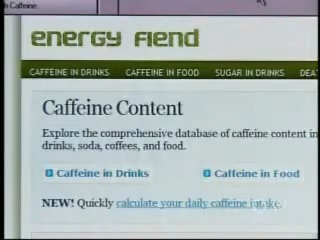 h Caffeine
energy fiend
CAFFEINE IN DRINKS CAFFEINE IN FOOD SUGAR IN DRINKS DEA
Caffeine Content
Explore the comprehensive database of caffeine content in
drinks, soda, coffees, and food.
Caffeine in Drinks Caffeine in Food
NEW! Quickly calculate your daily caffeine intake.